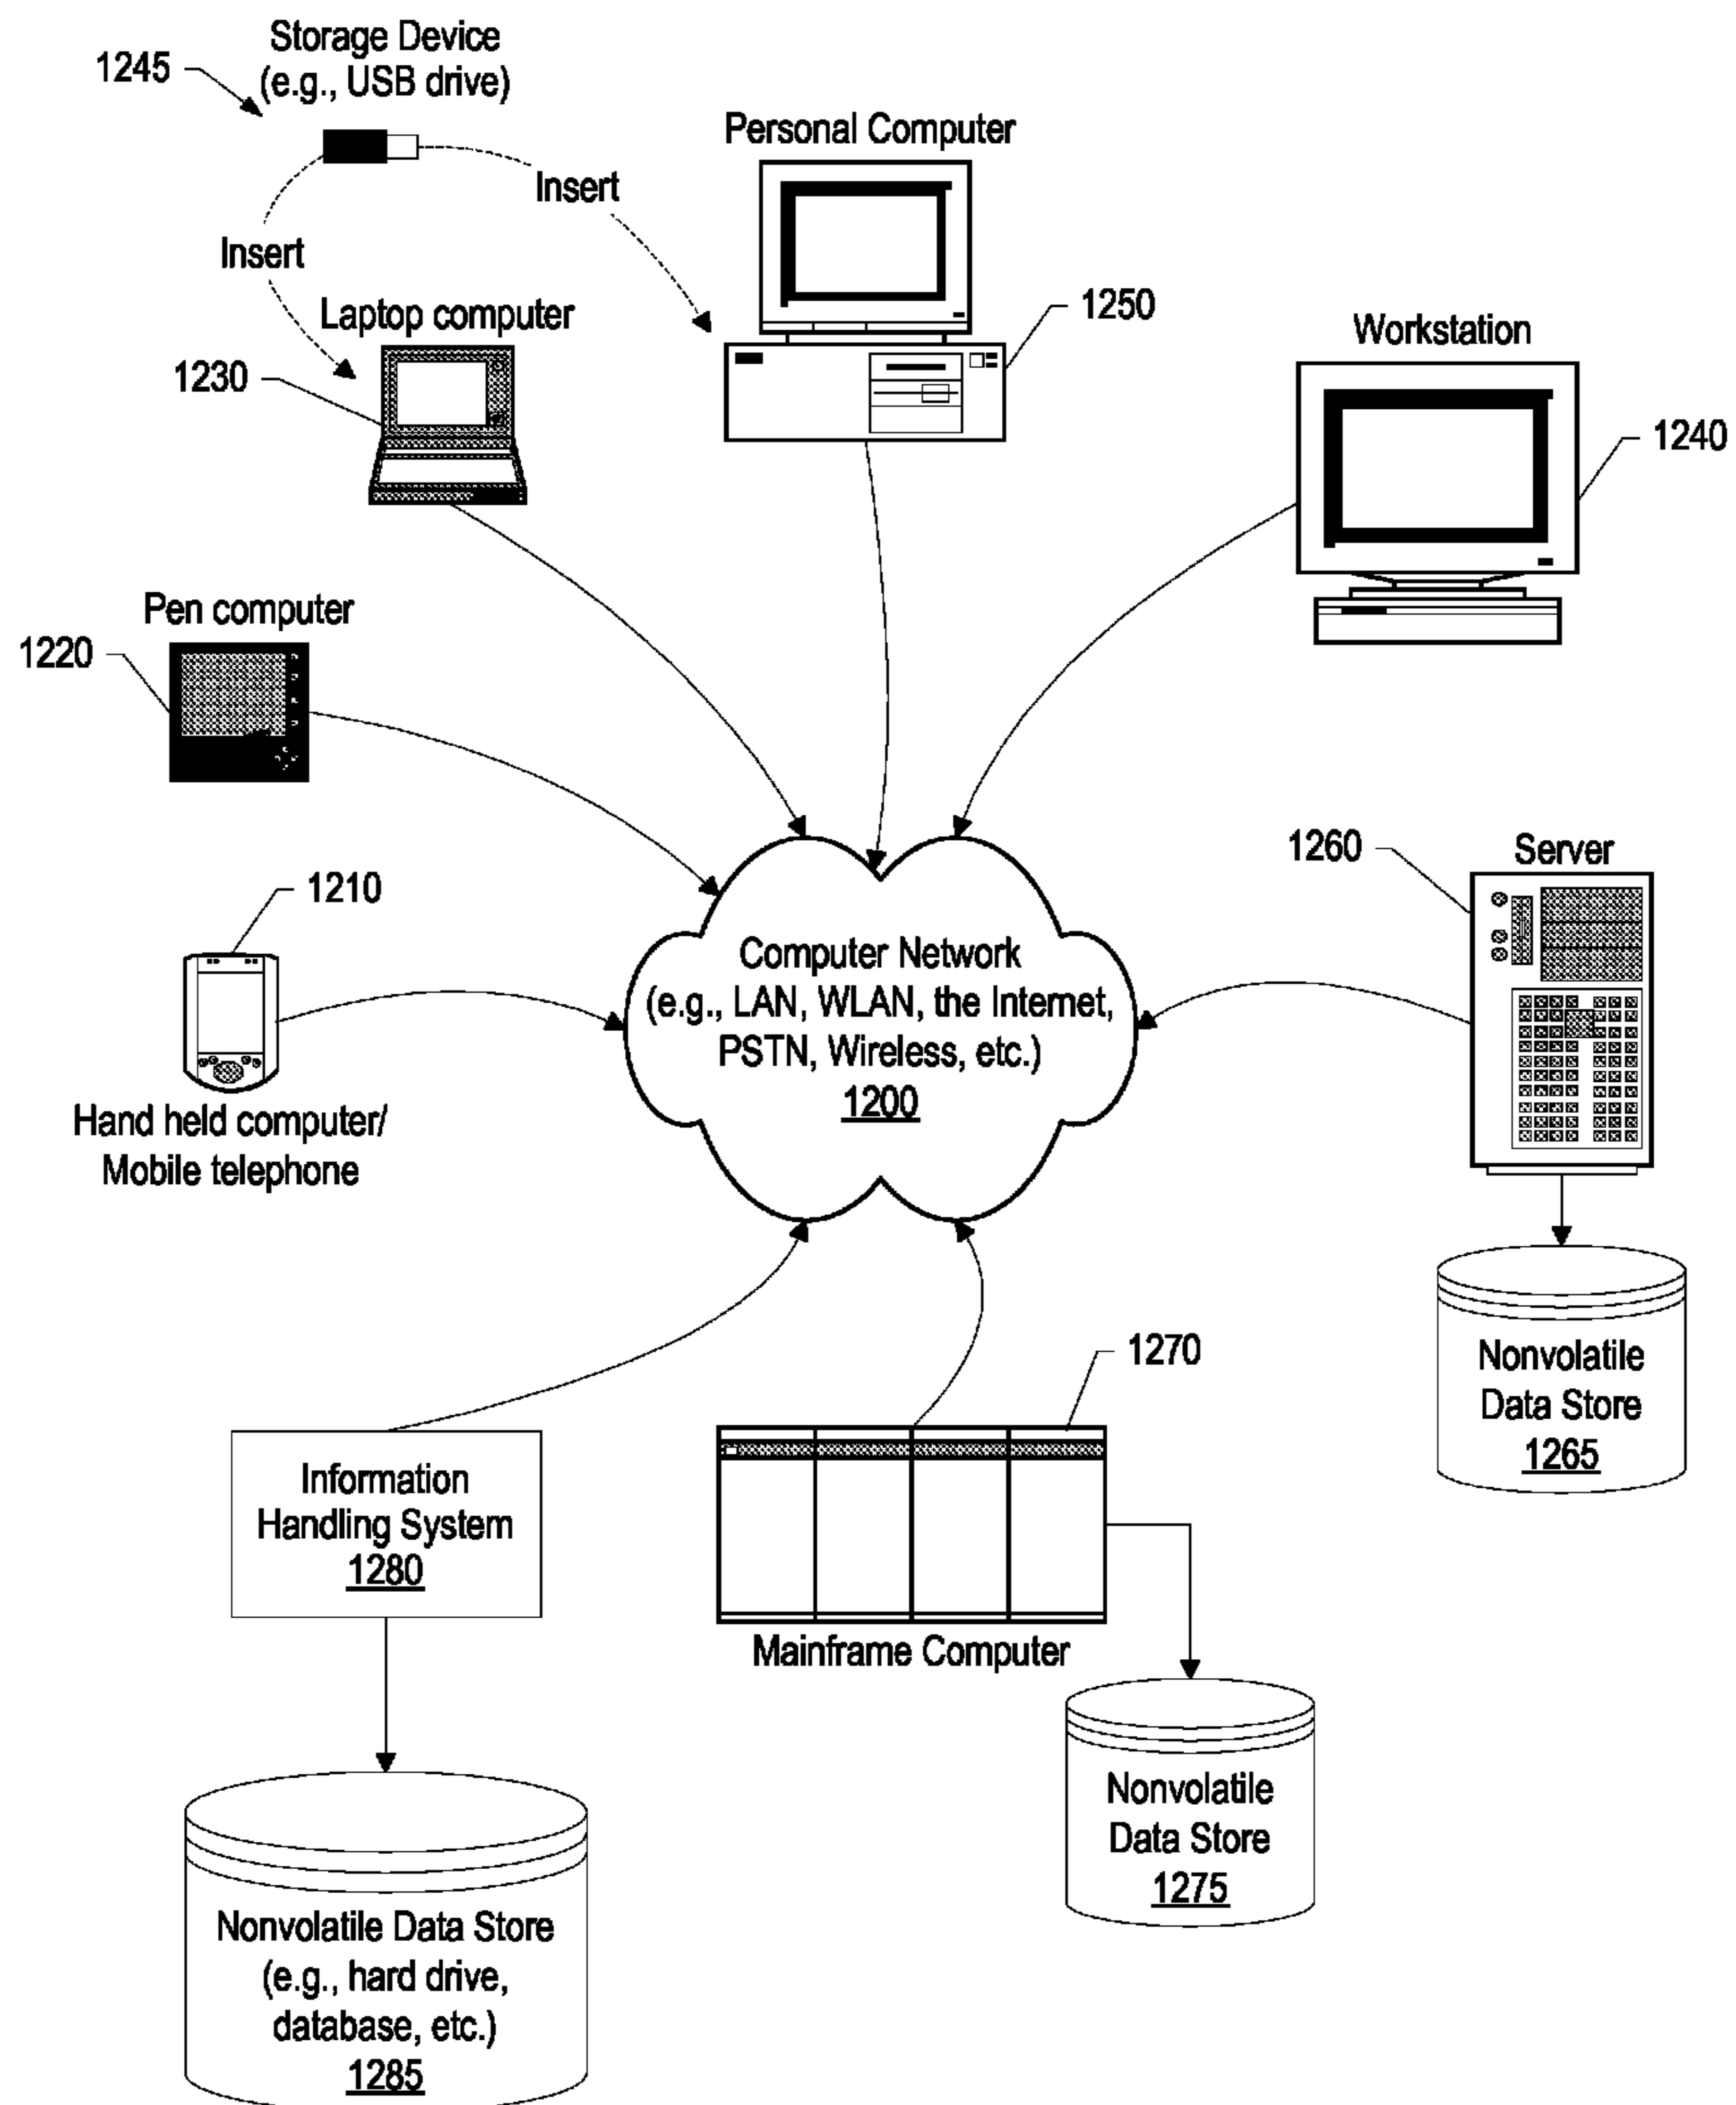 Storage Device
(e.g., USB drive)
1245
Personal Computer
Insert
Insert
Laptop computer
1250
Workstation
1230
1240
Pen computer
1220
1260
Server
1210
Computer Network
(e.g., LAN, WLAN, the Internet,
PSTN, Wireless, etc.)
1200
Hand held computer/
Mobile telephone
1270
Nonvolatile
Data Store
1265
Information
Handling System
1280
Mainframe Computer
Nonvolatile
Data Store
1275
Nonvolatile Data Store
(e.g., hard drive,
database, etc.)
1285